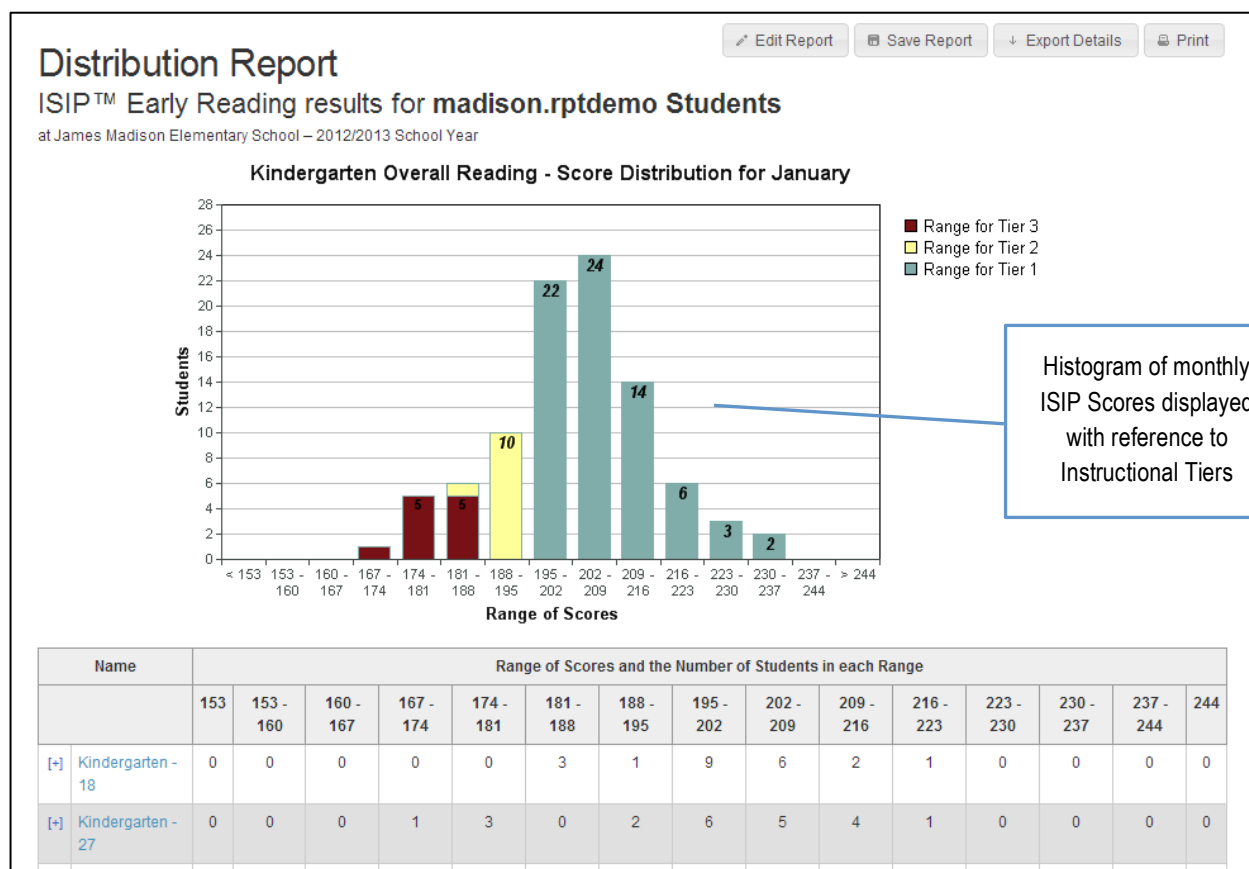 Edit Report
Save Report
Export Details
Print
Distribution Report
ISIP™ Early Reading results for madison.rptdemo Students
at James Madison Elementary School – 2012/2013 School Year
Kindergarten Overall Reading - Score Distribution for January
28
26
24
22
20
18
16
14
12
10
8
6
4
2
0
Students
5
5
10
22
24
14
6
3
2
< 153
153 - 160
160 - 167
167 - 174
174 - 181
181 - 188
188 - 195
195 - 202
202 - 209
209 - 216
216 - 223
223 - 230
230 - 237
237 - 244
> 244
Range of Scores
Range for Tier 3
Range for Tier 2
Range for Tier 1
Histogram of monthly
ISIP Scores displayed
with reference to
Instructional Tiers
Name Range of Scores and the Number of Students in each Range
153 153 - 160 160 - 167 167 - 174 174 - 181 181 - 188 188 - 195 195 - 202 202 - 209 209 - 216 216 - 223 223 - 230 230 - 237 237 - 244 244
[+] Kindergarten - 0 0 0 0 0 3 1 9 6 2 1 0 0 0 0
18
[+] Kindergarten - 0 0 0 1 3 0 2 6 5 4 1 0 0 0 0
27